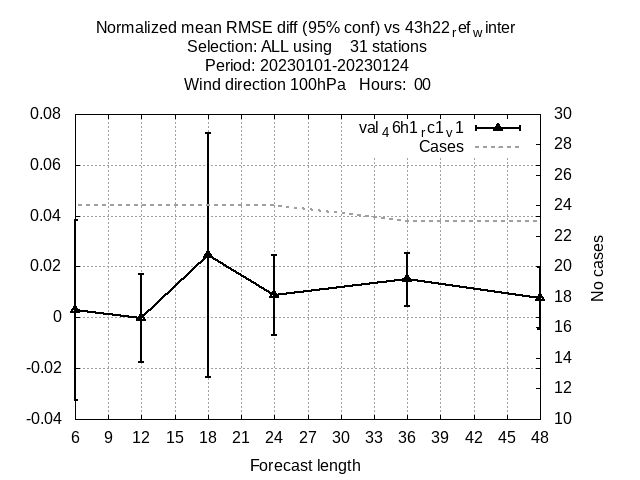 Normalized mean RMSE diff (95% conf) vs 43h22refwinter
Selection: ALL using 31 stations
Period: 20230101-20230124
Wind direction 100hPa Hours: 00
val46h1rc1v1
Cases
0.08
0.06
0.04
0.02
0
-0.02
-0.04
30
28
26
24
22
20
18
16
14
12
10
No cases
6 9 12 15 18 21 24 27 30 33 36 39 42 45 48
Forecast length